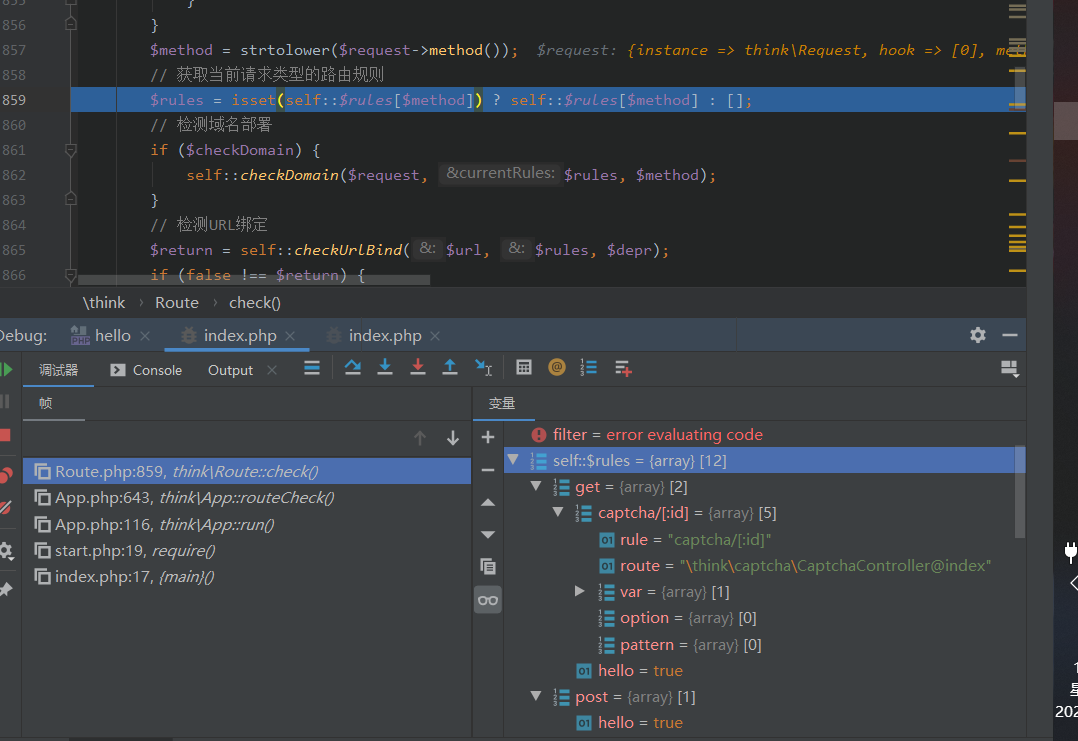 855 }
856 }
857 $method = strtolower($request->method()); $request: {instance => think\Request, hook => [0], me
858 // 获取当前请求类型的路由规则
859 $rules = isset(self::$rules[$method]) ? self::$rules[$method] : [];
860 // 检测域名部署
861 if ($checkDomain) {
862 self::checkDomain($request, &currentRules: $rules, $method);
863 }
864 // 检测URL绑定
865 $return = self::checkUrlBind( &: $url, &: $rules, $depr);
866 if (false !== $return) {
\think › Route › check()
Debug: hello × index.php × index.php ×
调试器 Console Output ×
帧
Route.php:859, think\Route::check()
App.php:643, think\App::routeCheck()
App.php:116, think\App::run()
start.php:19, require()
index.php:17, {main}()
变量
filter = error evaluating code
self::$rules = {array} [12]
get = {array} [2]
captcha/[:id] = {array} [5]
rule = "captcha/[:id]"
route = "\think\captcha\CaptchaController@index"
var = {array} [1]
option = {array} [0]
pattern = {array} [0]
hello = true
post = {array} [1]
hello = true
1
星
202